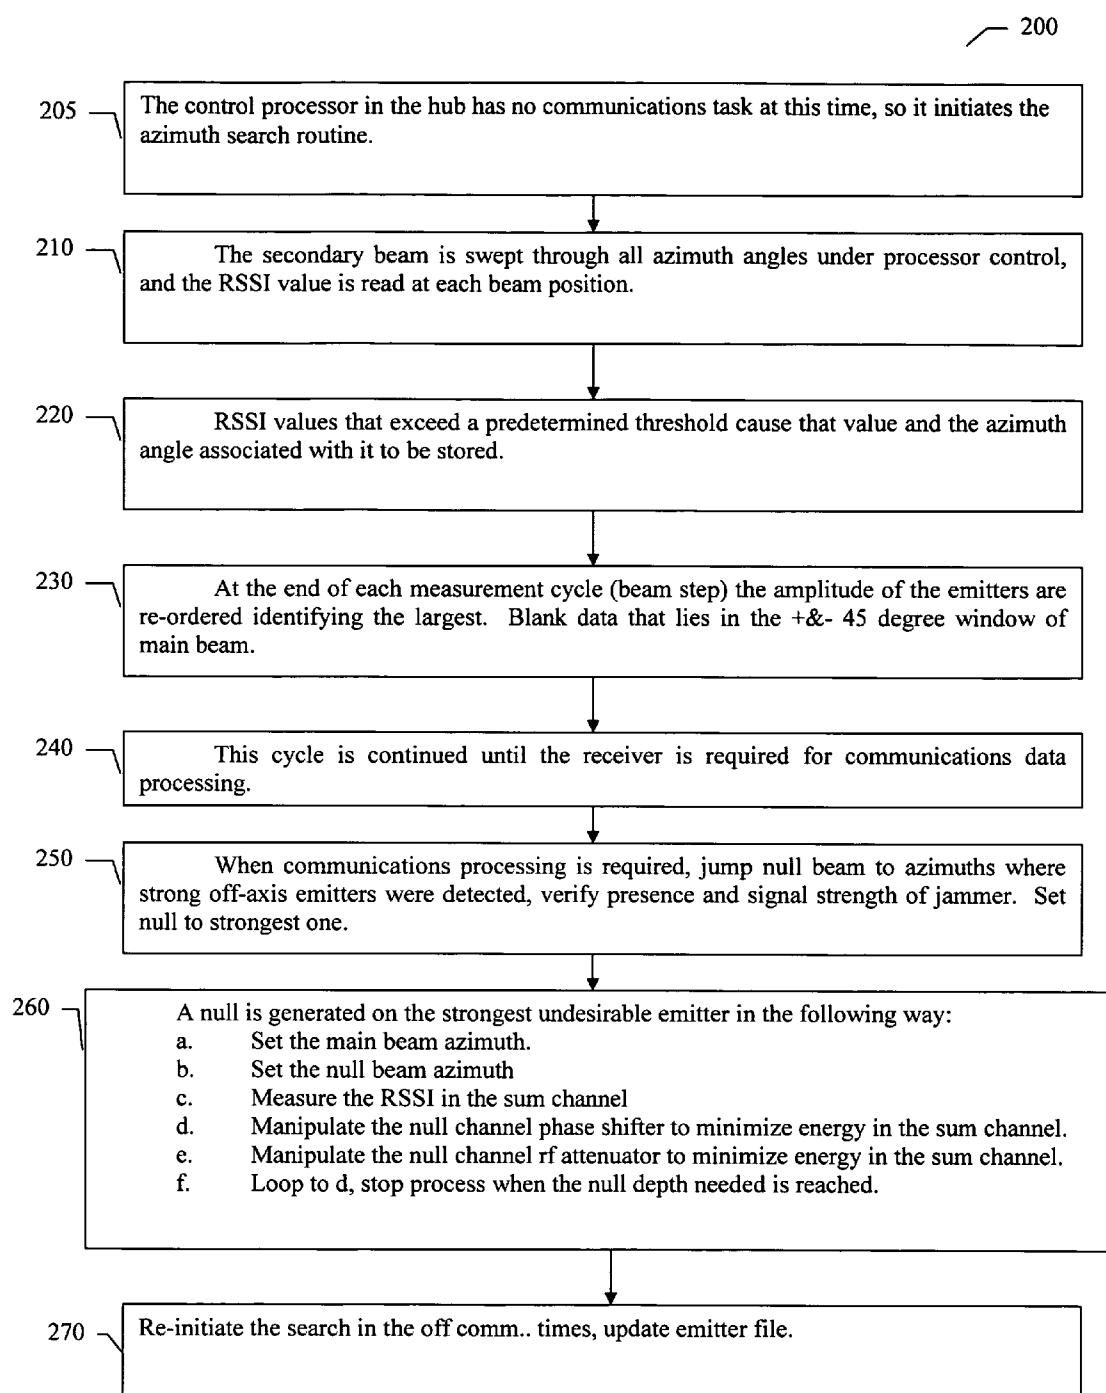 200
205
The control processor in the hub has no communications task at this time, so it initiates the
azimuth search routine.
210
The secondary beam is swept through all azimuth angles under processor control,
and the RSSI value is read at each beam position.
220
RSSI values that exceed a predetermined threshold cause that value and the azimuth
angle associated with it to be stored.
230
At the end of each measurement cycle (beam step) the amplitude of the emitters are
re-ordered identifying the largest. Blank data that lies in the +&- 45 degree window of
main beam.
240
This cycle is continued until the receiver is required for communications data
processing.
250
When communications processing is required, jump null beam to azimuths where
strong off-axis emitters were detected, verify presence and signal strength of jammer. Set
null to strongest one.
260
A null is generated on the strongest undesirable emitter in the following way:
a. Set the main beam azimuth.
b. Set the null beam azimuth
c. Measure the RSSI in the sum channel
d. Manipulate the null channel phase shifter to minimize energy in the sum channel.
e. Manipulate the null channel rf attenuator to minimize energy in the sum channel.
f. Loop to d, stop process when the null depth needed is reached.
270
Re-initiate the search in the off comm.. times, update emitter file.